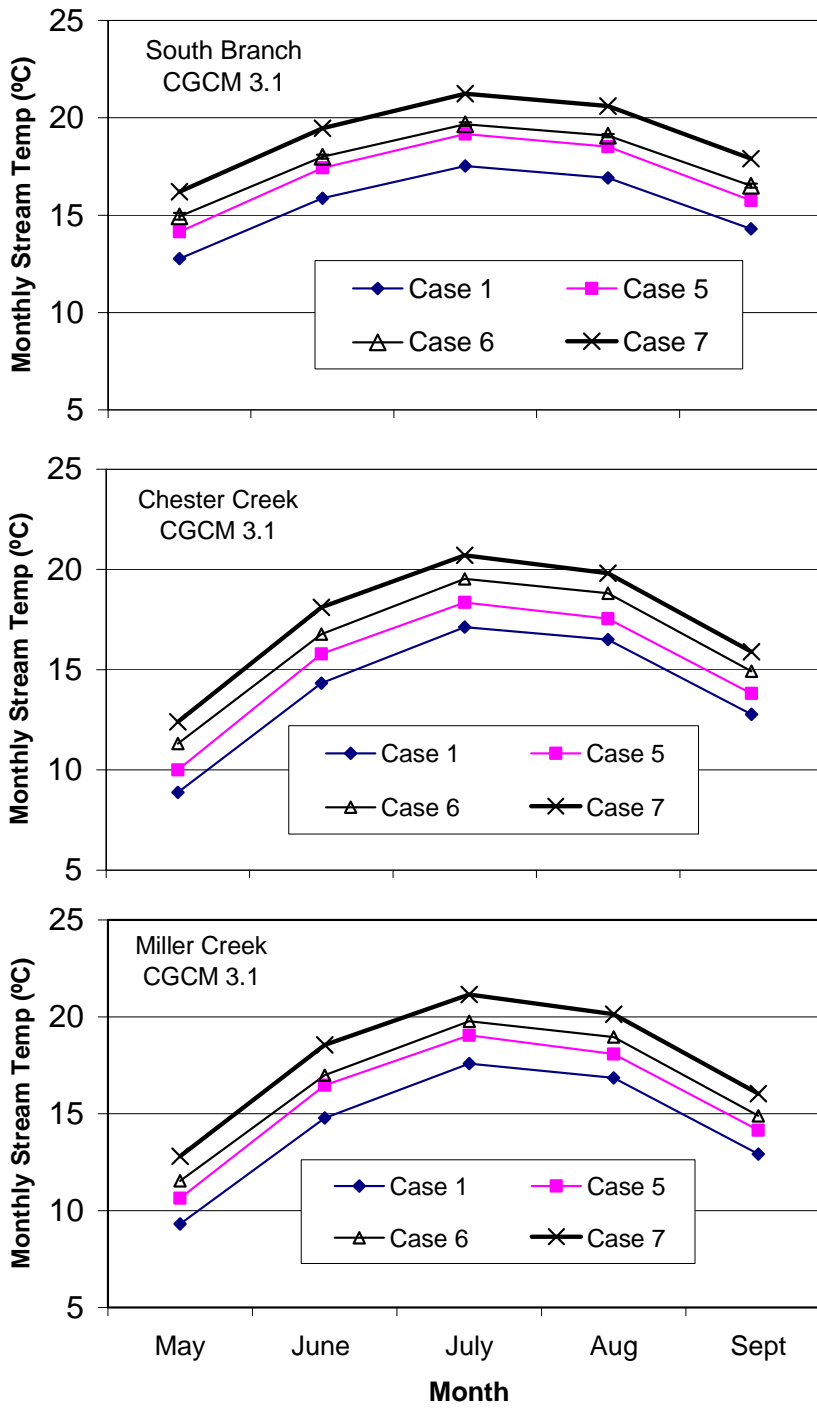 25
South Branch
CGCM 3.1
20
15
10
5
Monthly Stream Temp (ºC)
Case 1
Case 5
Case 6
Case 7
25
Chester Creek
CGCM 3.1
20
15
10
5
Monthly Stream Temp (ºC)
Case 1
Case 5
Case 6
Case 7
25
Miller Creek
CGCM 3.1
20
15
10
5
Monthly Stream Temp (ºC)
Case 1
Case 5
Case 6
Case 7
May June July Aug Sept
Month